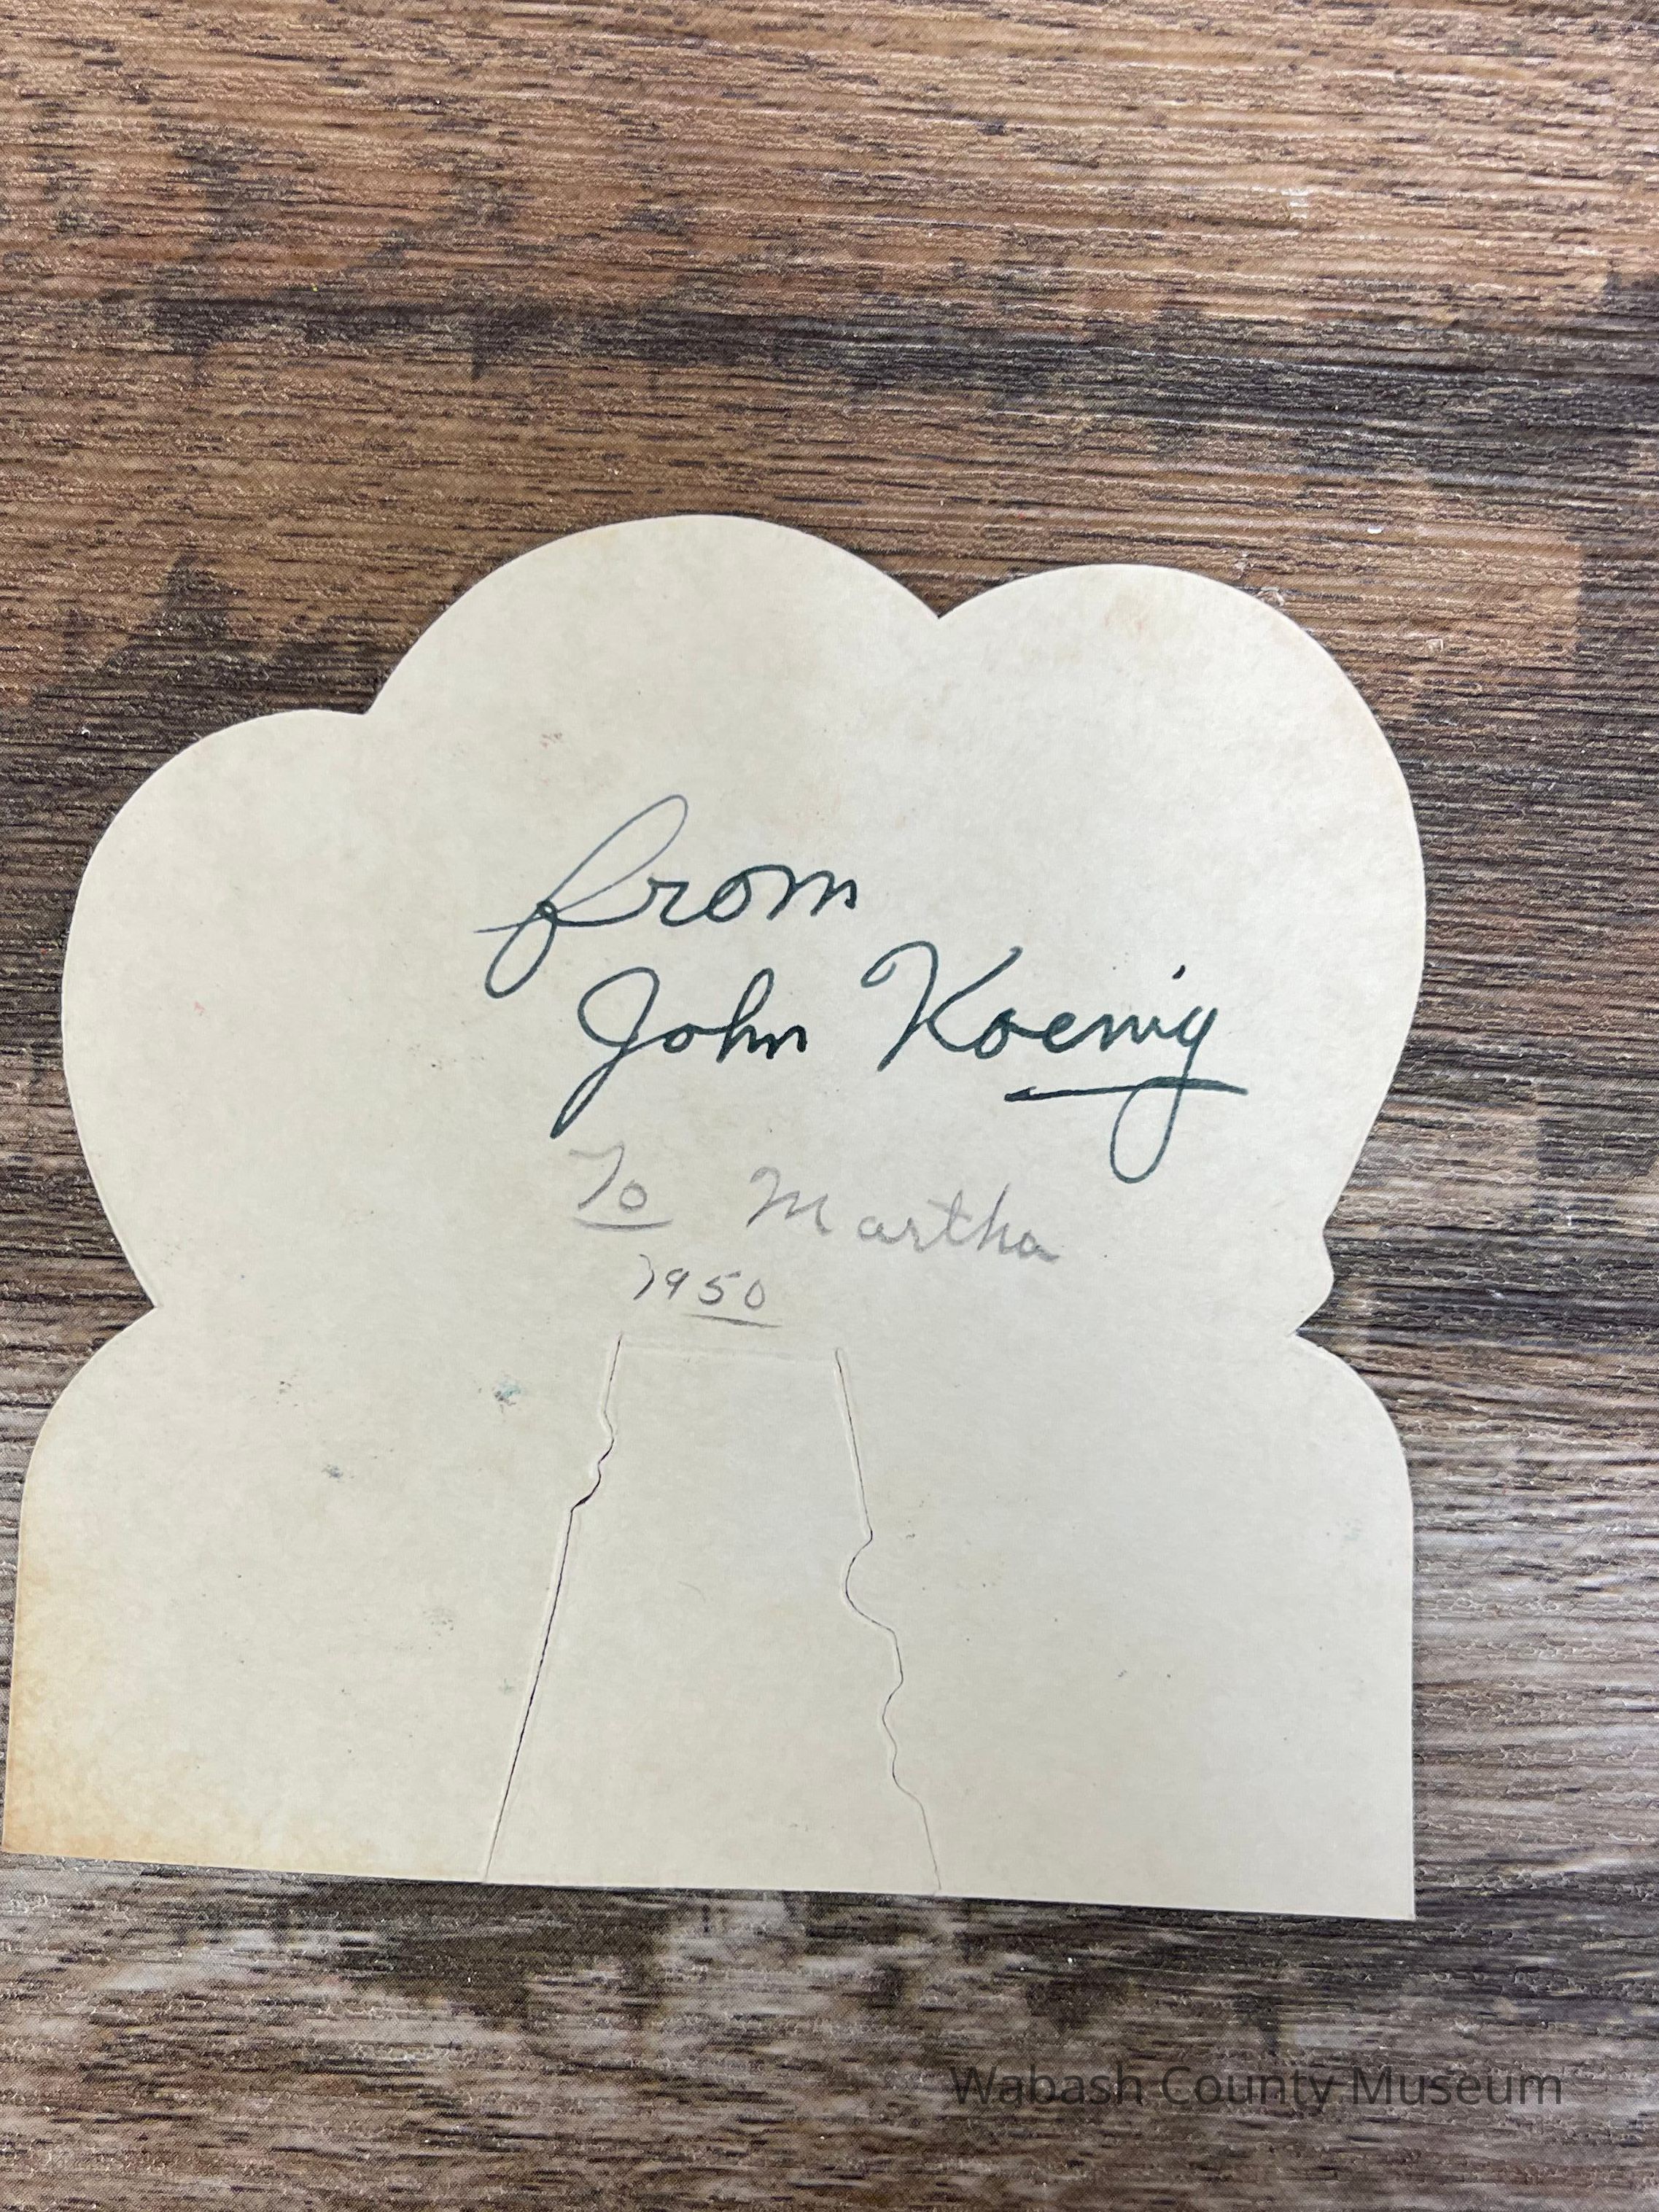 from
John Koenig
To Martha
1950
Wabash County Museum